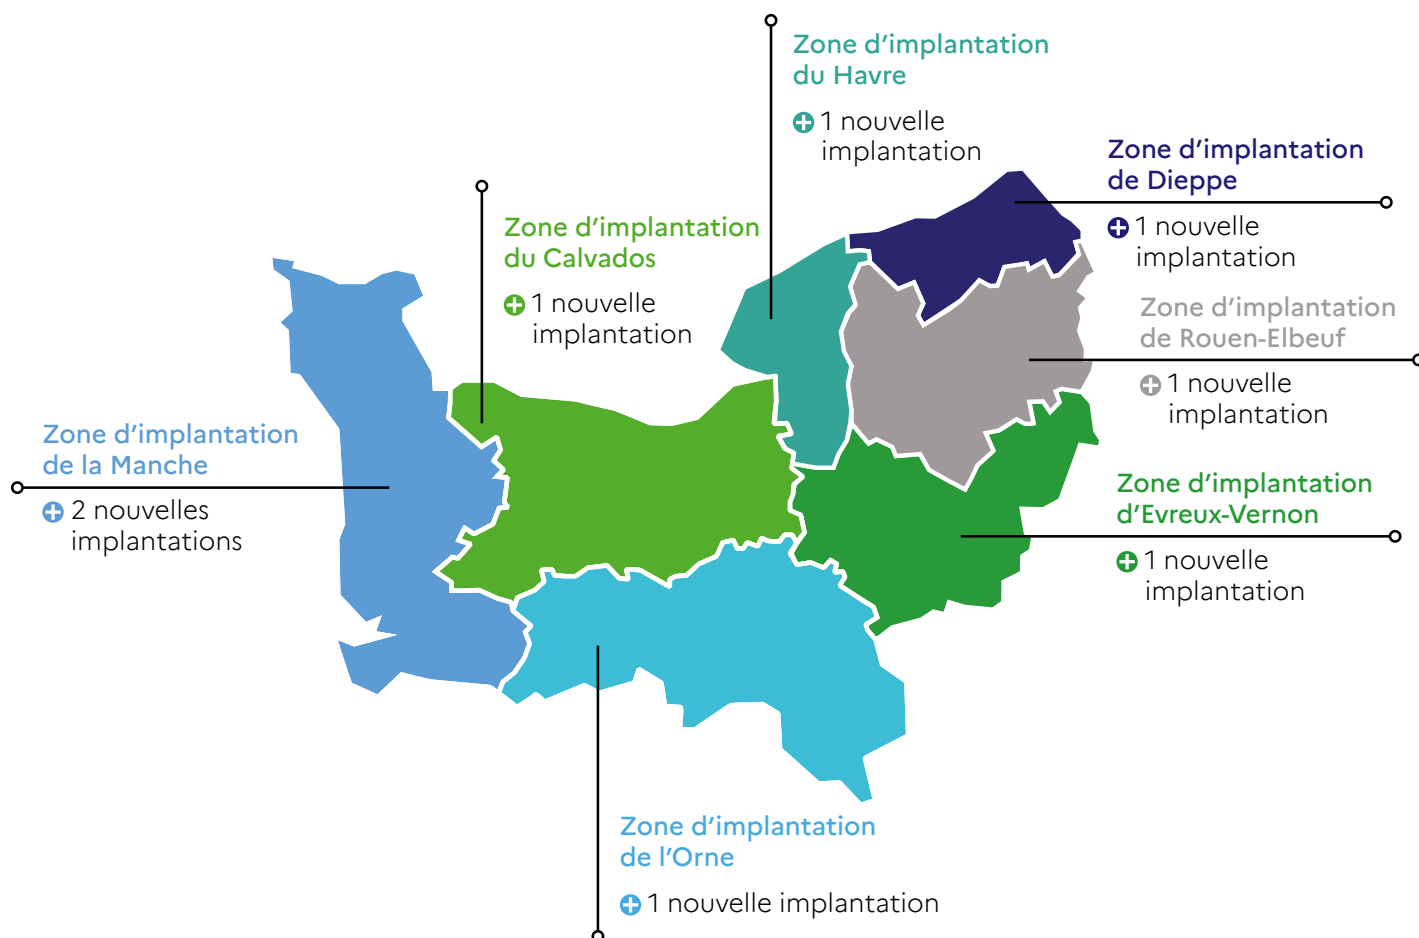 Zone d'implantation
du Havre
1 nouvelle
implantation
Zone d'implantation
de Dieppe
1 nouvelle
implantation
Zone d'implantation
du Calvados
1 nouvelle
implantation
Zone d'implantation
de Rouen-Elbeuf
1 nouvelle
implantation
Zone d'implantation
de la Manche
2 nouvelles
implantations
Zone d'implantation
d'Evreux-Vernon
1 nouvelle
implantation
Zone d'implantation
de l'Orne
1 nouvelle implantation